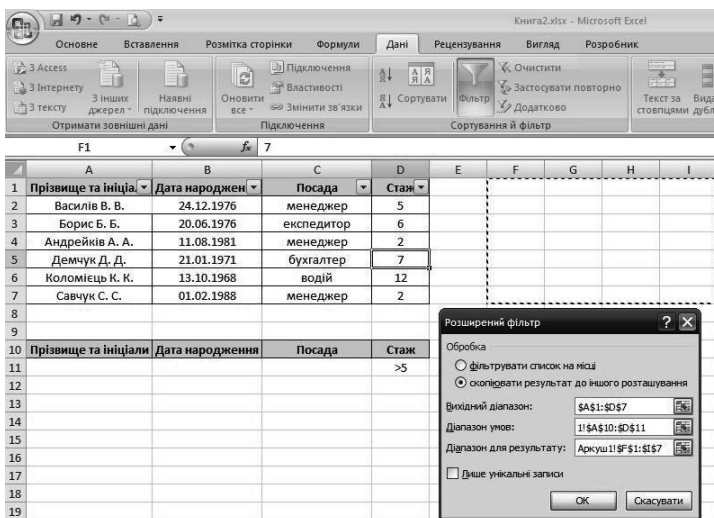 Книга2.xlsx - Microsoft Excel
Основне Вставлення Розмітка сторінки Формули Дані Рецензування Вигляд Розробник
З Access
З Інтернету
З тексту
З інших джерел
Наявні підключення
Отримати зовнішні дані
Оновити все
Підключення
Властивості
Змінити зв'язки
Підключення
Сортувати
Фільтр
Очистити
Застосувати повторно
Додатково
Сортування й фільтр
Текст за стовпцями
F1 fx 7
A B C D E F G H I
1 Прізвище та ініціа. Дата народжен Посада Стаж
2 Василів В. В. 24.12.1976 менеджер 5
3 Борис Б. Б. 20.06.1976 експедитор 6
4 Андрейків А. А. 11.08.1981 менеджер 2
5 Демчук Д. Д. 21.01.1971 бухгалтер 7
6 Коломієць К. К. 13.10.1968 водій 12
7 Савчук С. С. 01.02.1988 менеджер 2
8
9
10 Прізвище та ініціали Дата народження Посада Стаж
11 >5
12
13
14
15
16
17
18
19
Розширений фільтр
Обробка
фільтрувати список на місці
скопіювати результат до іншого розташування
Вихідний діапазон: $A$1:$D$7
Діапазон умов: 1!$A$10:$D$11
Діапазон для результату: Аркуш1!$F$1:$I$7
Лише унікальні записи
ОК Скасувати